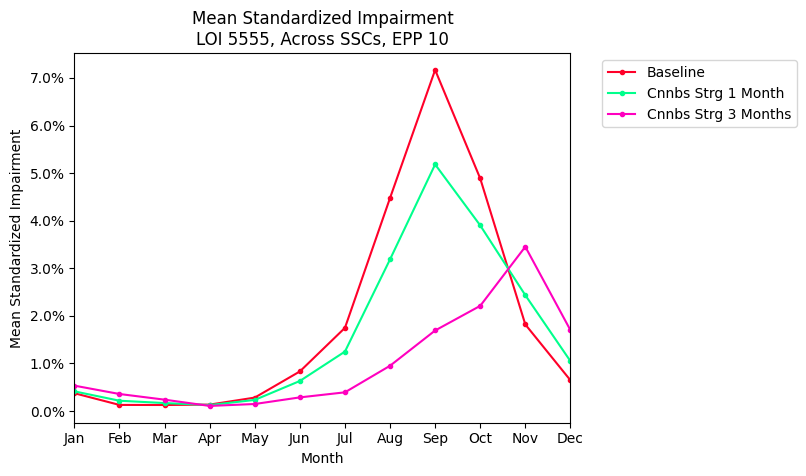 Mean Standardized Impairment
LOI 5555, Across SSCs, EPP 10
Baseline
Cnnbs Strg 1 Month
Cnnbs Strg 3 Months
Mean Standardized Impairment
7.0%
6.0%
5.0%
4.0%
3.0%
2.0%
1.0%
0.0%
Jan Feb Mar Apr May Jun Jul Aug Sep Oct Nov Dec
Month